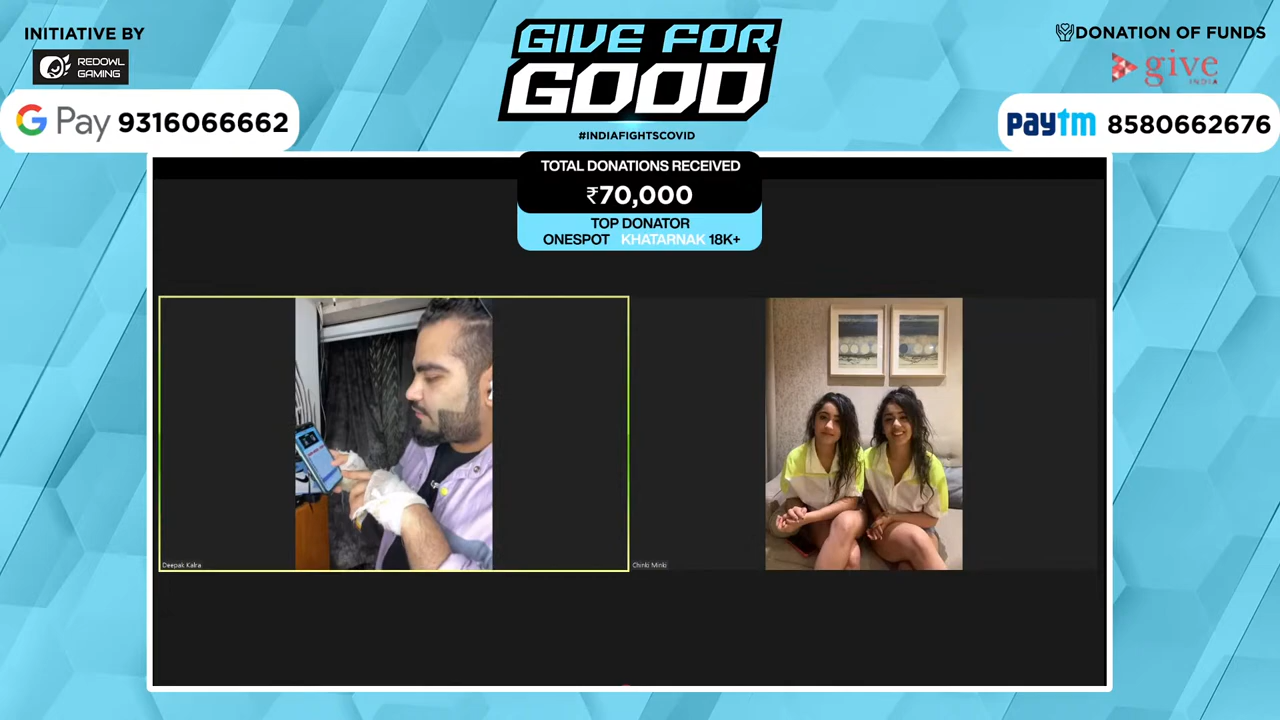 INITIATIVE BY
REDOWL
GAMING
G Pay 9316066662
GIVE FOR
GOOD
#INDIAFIGHTSCOVID
DONATION OF FUNDS
give
INDIA
paytm 8580662676
TOTAL DONATIONS RECEIVED
₹70,000
TOP DONATOR
ONESPOT KHATARNAK 18K+
Deepak Kalra
Chinki Minki